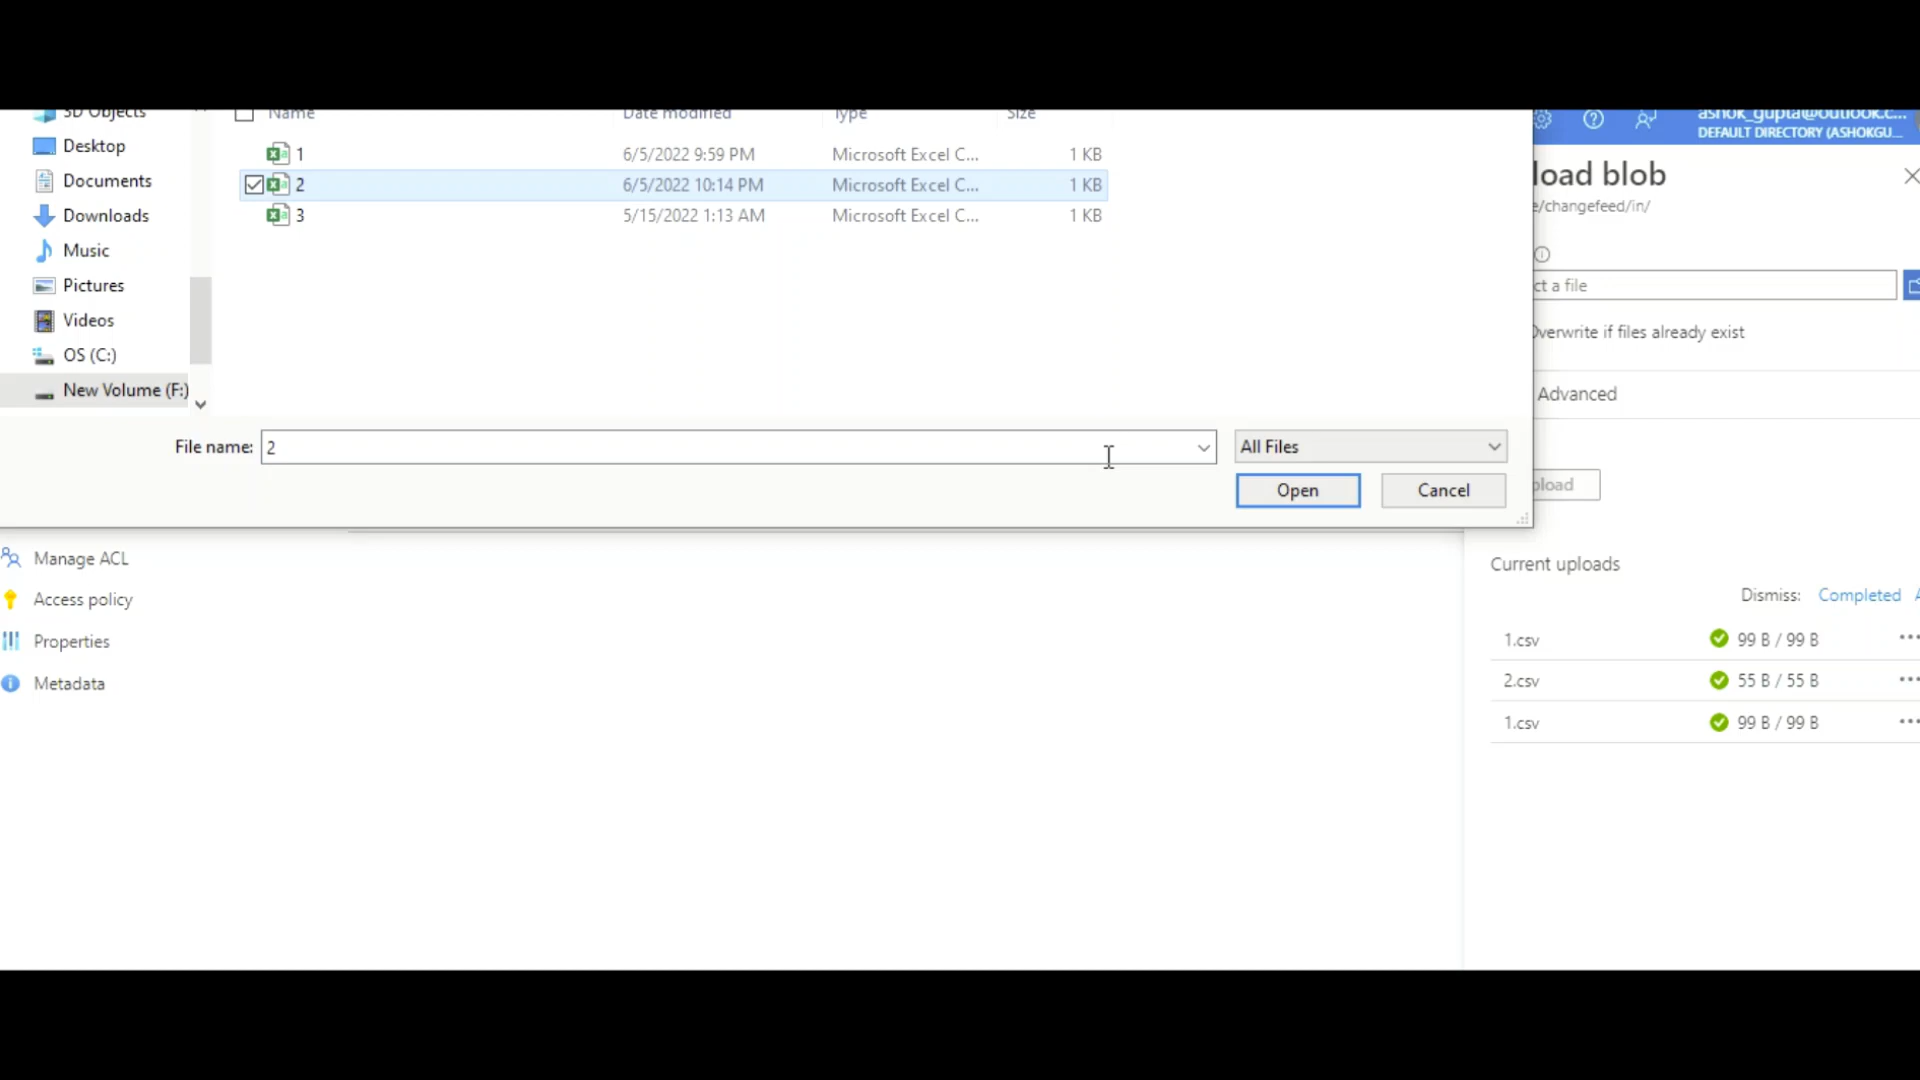 3D Objects
Desktop
Documents
Downloads
Music
Pictures
Videos
OS (C:)
New Volume (F:)
Name Date modified Type Size
1 6/5/2022 9:59 PM Microsoft Excel C... 1 KB
2 6/5/2022 10:14 PM Microsoft Excel C... 1 KB
3 5/15/2022 1:13 AM Microsoft Excel C... 1 KB
File name: 2
All Files
Open Cancel
Manage ACL
Access policy
Properties
Metadata
ashok_gupta@outlook.c...
DEFAULT DIRECTORY (ASHOKGU...
load blob
e/changefeed/in/
ct a file
Overwrite if files already exist
Advanced
pload
Current uploads
Dismiss: Completed A
1.csv 99 B / 99 B ...
2.csv 55 B / 55 B ...
1.csv 99 B / 99 B ...